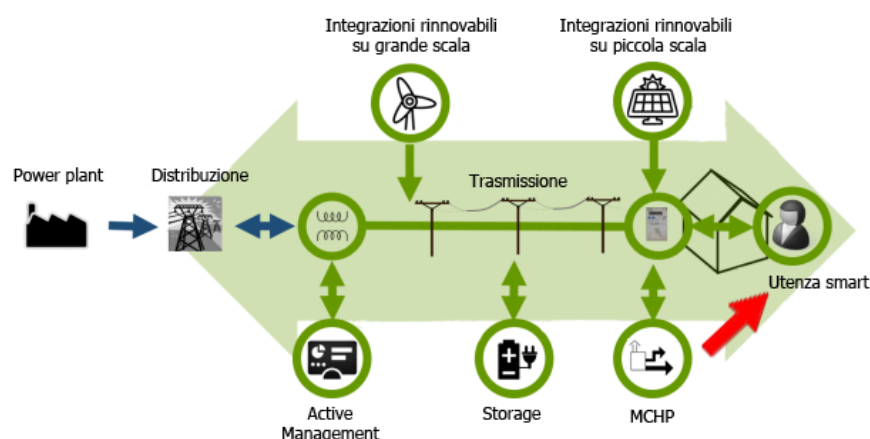 Integrazioni rinnovabili
su grande scala
Integrazioni rinnovabili
su piccola scala
Power plant
Distribuzione
Trasmissione
Utenza smart
Active
Management
Storage
MCHP